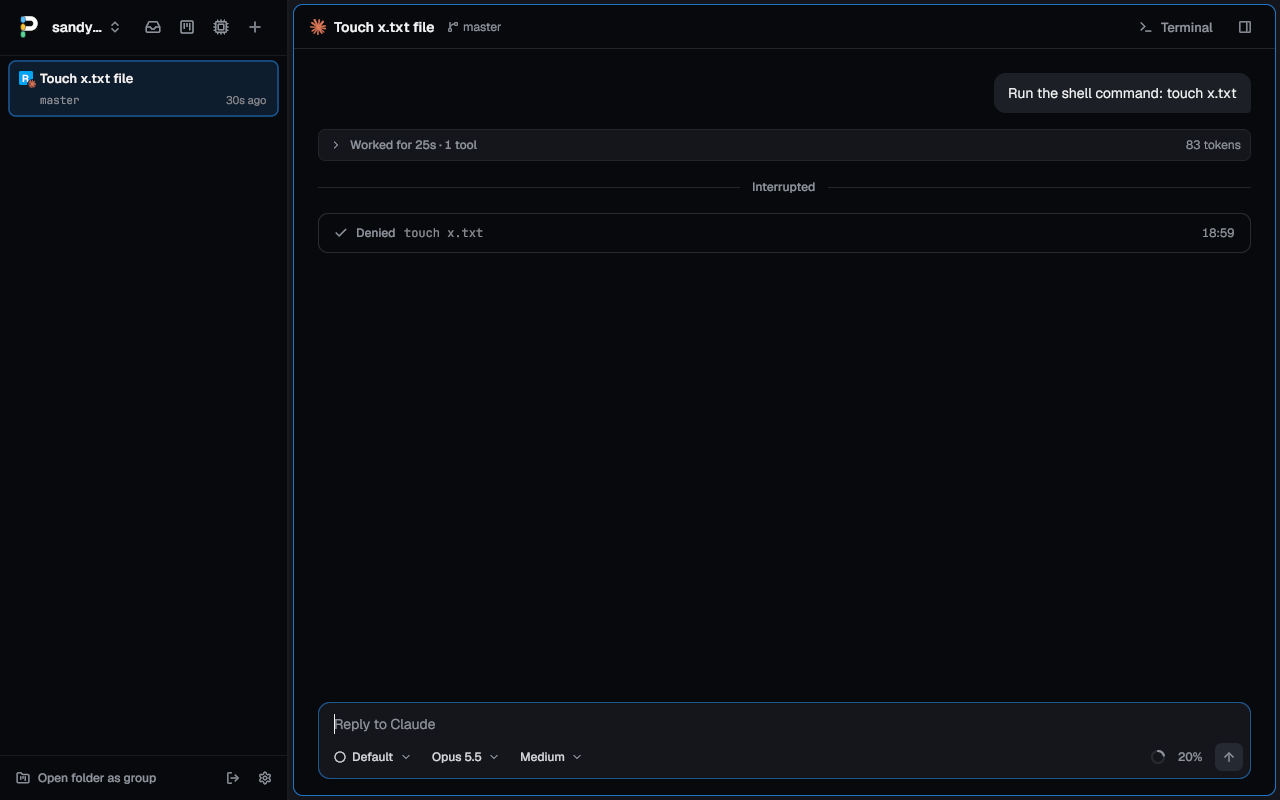 sandy...
Touch x.txt file
master
30s ago
Open folder as group
Touch x.txt file
master
Terminal
Run the shell command: touch x.txt
Worked for 25s · 1 tool
83 tokens
Interrupted
Denied touch x.txt
18:59
Reply to Claude
Default
Opus 5.5
Medium
20%